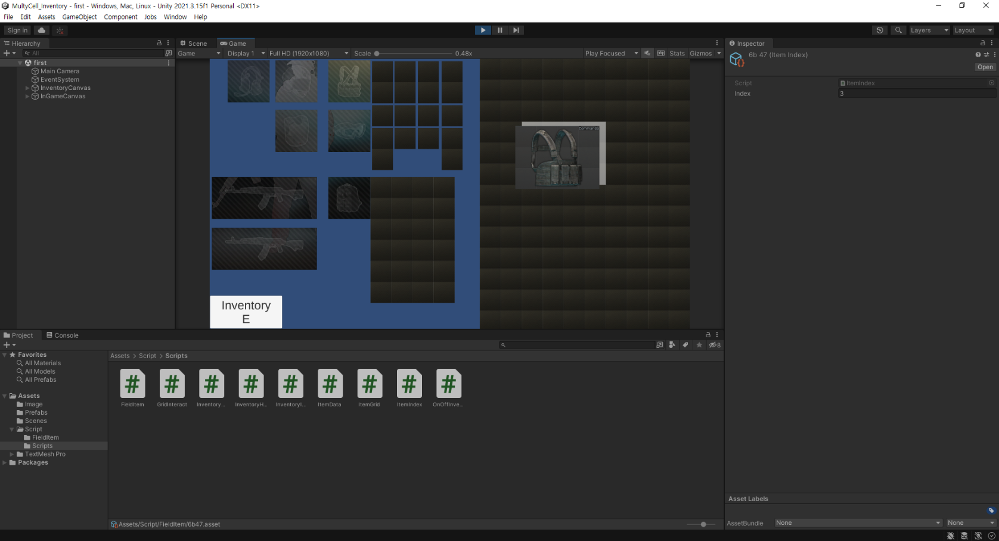 MultyCell_Inventory - first - Windows, Mac, Linux - Unity 2021.3.15f1 Personal <DX11>
File Edit Assets GameObject Component Jobs Window Help
Sign in
Layers
Layout
Hierarchy
All
first
Main Camera
EventSystem
InventoryCanvas
InGameCanvas
Scene
Game
Game Display 1 Full HD (1920x1080) Scale 0.48x Play Focused Stats Gizmos
Commando
Inventory
E
Inspector
6b 47 (Item Index)
Open
Script ItemIndex
Index 3
Asset Labels
AssetBundle None None
Project
Console
8
Favorites
All Materials
All Models
All Prefabs
Assets
Image
Prefabs
Scenes
Script
FieldItem
Scripts
TextMesh Pro
Packages
Assets > Script > Scripts
# # # # # # # # #
FieldItem GridInteract Inventory... InventoryH... InventoryI... ItemData ItemGrid ItemIndex OnOffInve...
Assets/Script/FieldItem/6b47.asset